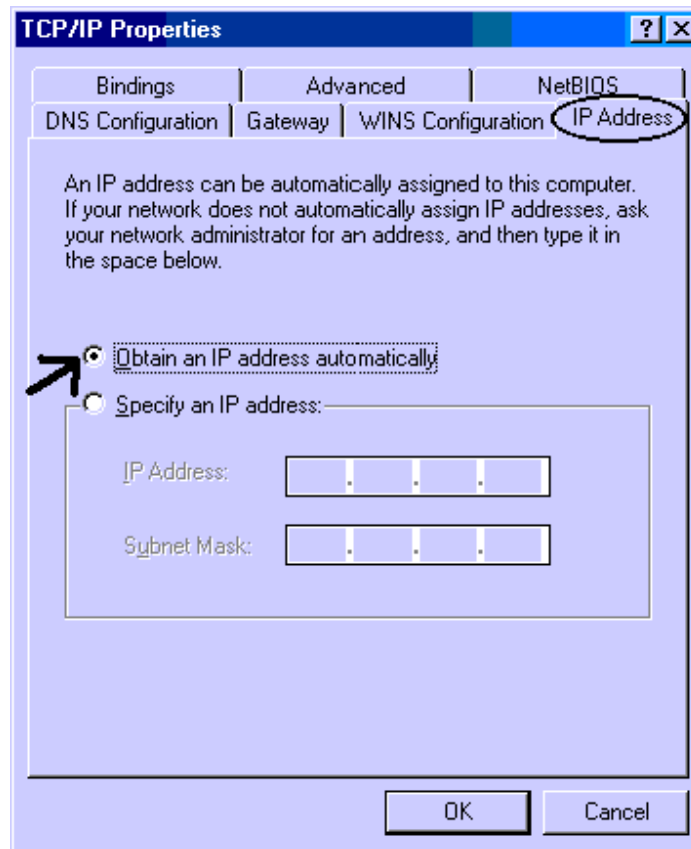 TCP/IP Properties
Bindings
Advanced
NetBIOS
DNS Configuration
Gateway
WINS Configuration
IP Address
An IP address can be automatically assigned to this computer.
If your network does not automatically assign IP addresses, ask
your network administrator for an address, and then type it in
the space below.
Obtain an IP address automatically
Specify an IP address:
IP Address:
Subnet Mask:
OK
Cancel